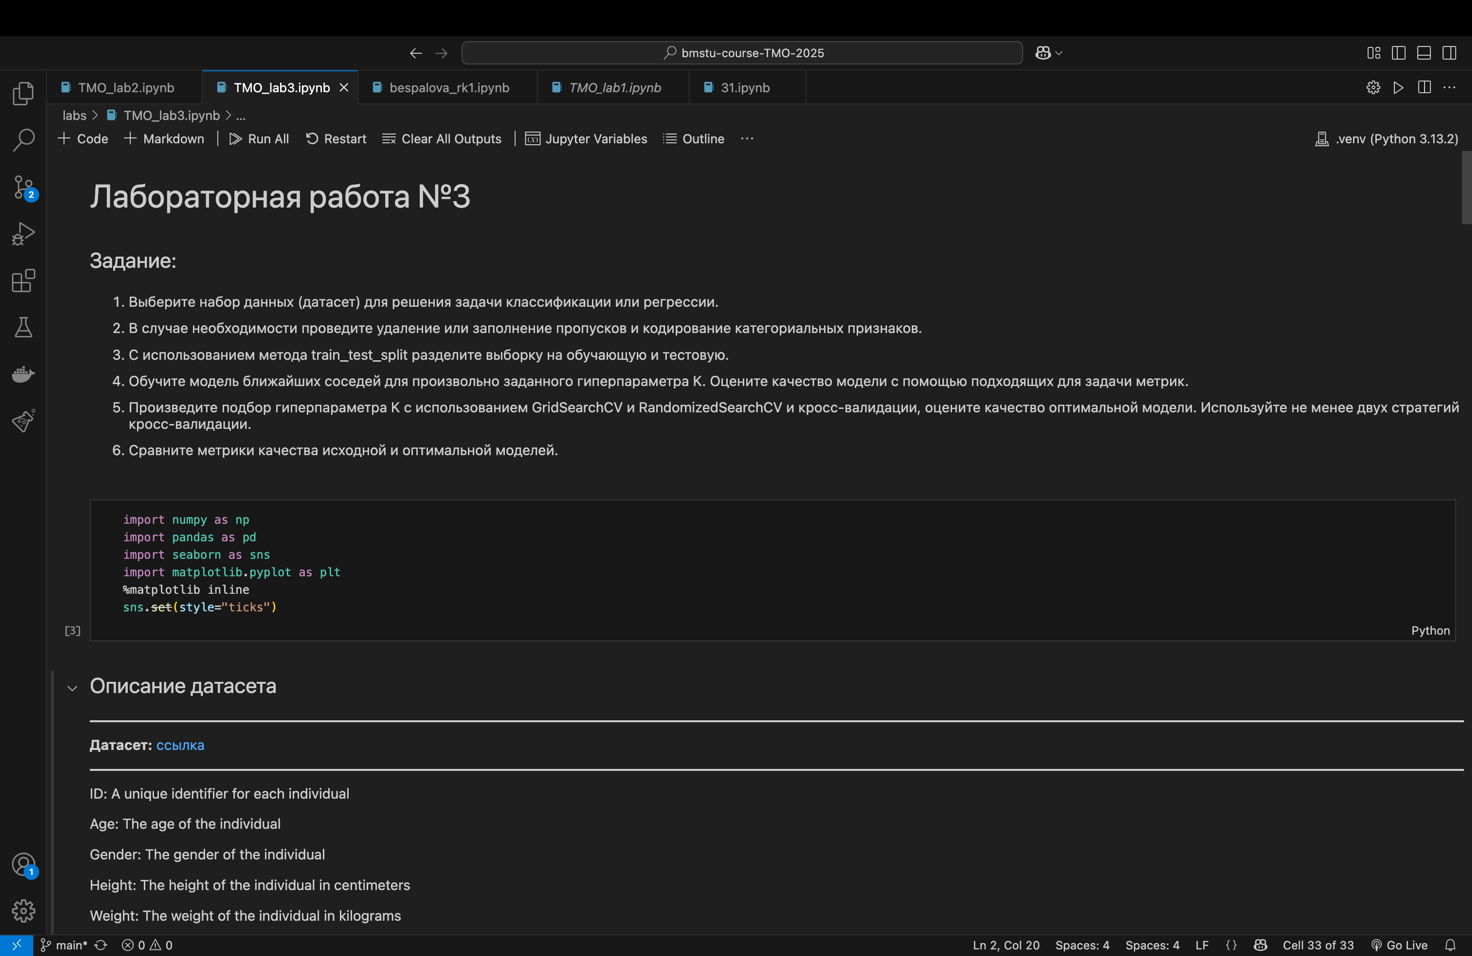 bmstu-course-TMO-2025
TMO_lab2.ipynb
TMO_lab3.ipynb
bespalova_rk1.ipynb
TMO_lab1.ipynb
31.ipynb
labs > TMO_lab3.ipynb > ...
+ Code + Markdown | Run All Restart Clear All Outputs | Jupyter Variables Outline ...
.venv (Python 3.13.2)
2
Лабораторная работа №3
Задание:
1. Выберите набор данных (датасет) для решения задачи классификации или регрессии.
2. В случае необходимости проведите удаление или заполнение пропусков и кодирование категориальных признаков.
3. С использованием метода train_test_split разделите выборку на обучающую и тестовую.
4. Обучите модель ближайших соседей для произвольно заданного гиперпараметра K. Оцените качество модели с помощью подходящих для задачи метрик.
5. Произведите подбор гиперпараметра K с использованием GridSearchCV и RandomizedSearchCV и кросс-валидации, оцените качество оптимальной модели. Используйте не менее двух стратегий
кросс-валидации.
6. Сравните метрики качества исходной и оптимальной моделей.
import numpy as np
import pandas as pd
import seaborn as sns
import matplotlib.pyplot as plt
%matplotlib inline
sns.set(style="ticks")
[3]
Python
Описание датасета
Датасет: ссылка
ID: A unique identifier for each individual
Age: The age of the individual
Gender: The gender of the individual
Height: The height of the individual in centimeters
Weight: The weight of the individual in kilograms
1
main* 0 0 Ln 2, Col 20 Spaces: 4 Spaces: 4 LF {} Cell 33 of 33 Go Live